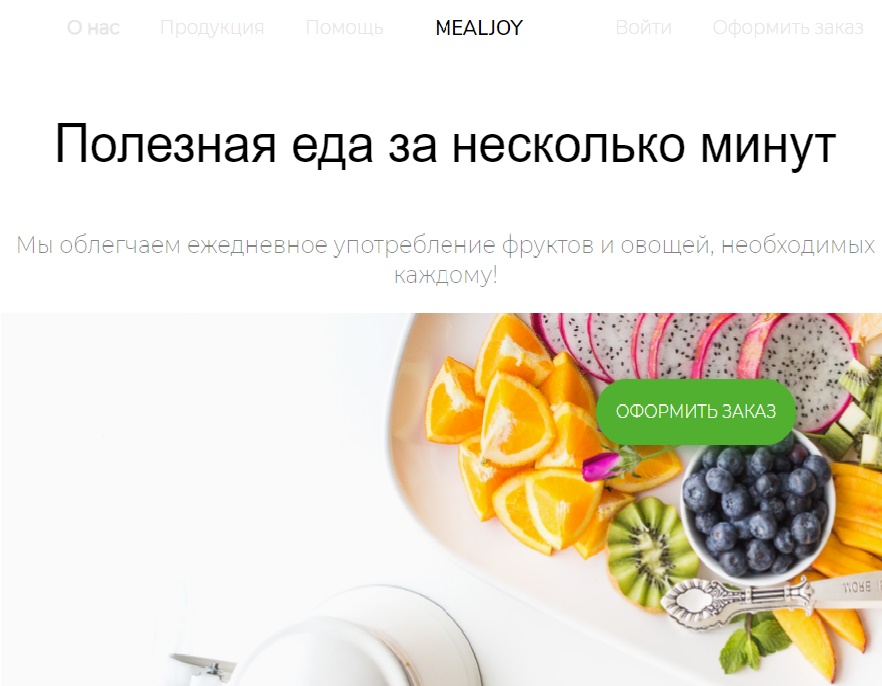 О нас Продукция Помощь MEALJOY Войти Оформить заказ
Полезная еда за несколько минут
Мы облегчаем ежедневное употребление фруктов и овощей, необходимых
каждому!
ОФОРМИТЬ ЗАКАЗ
MORE